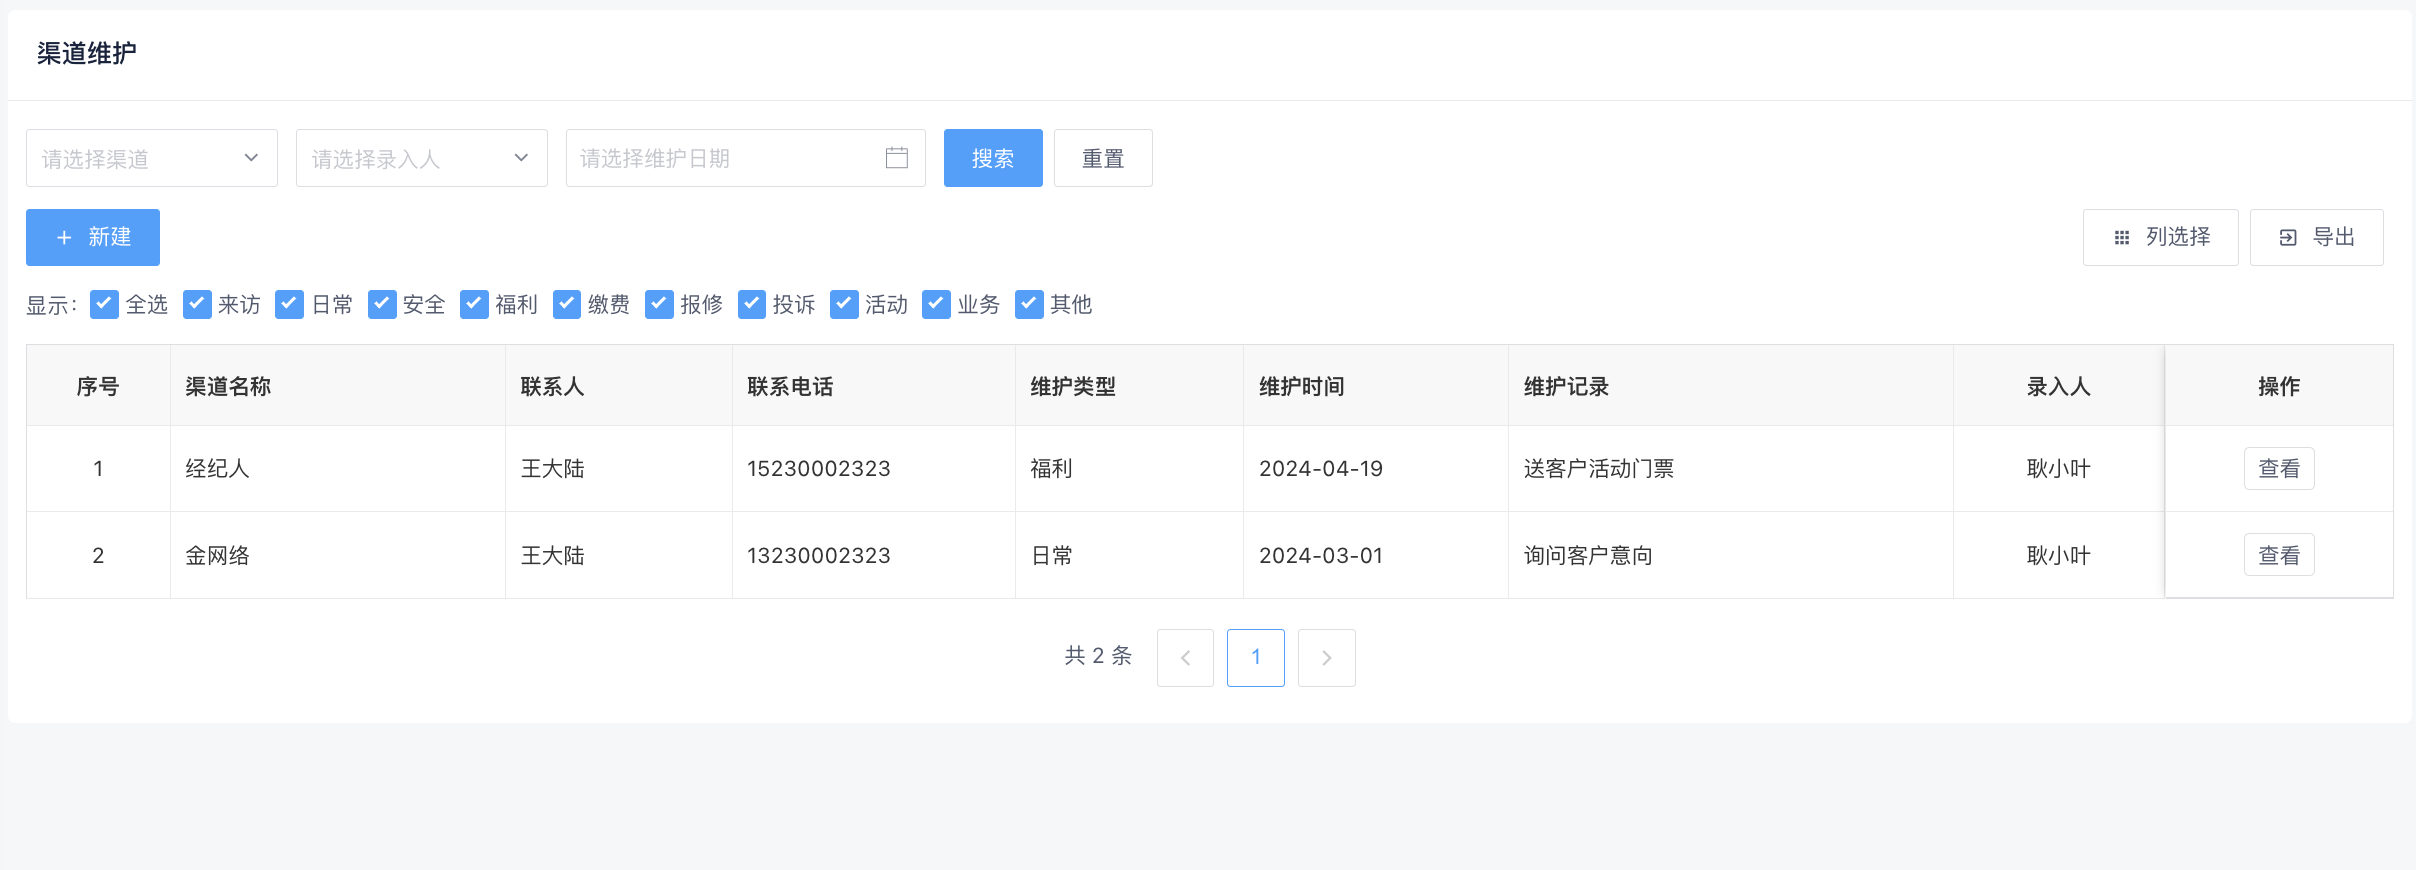 渠道维护
请选择渠道 请选择录入人 请选择维护日期 搜索 重置
+ 新建 列选择 导出
显示: 全选 来访 日常 安全 福利 缴费 报修 投诉 活动 业务 其他
序号 渠道名称 联系人 联系电话 维护类型 维护时间 维护记录 录入人 操作
1 经纪人 王大陆 15230002323 福利 2024-04-19 送客户活动门票 耿小叶 查看
2 金网络 王大陆 13230002323 日常 2024-03-01 询问客户意向 耿小叶 查看
共 2 条 < 1 >